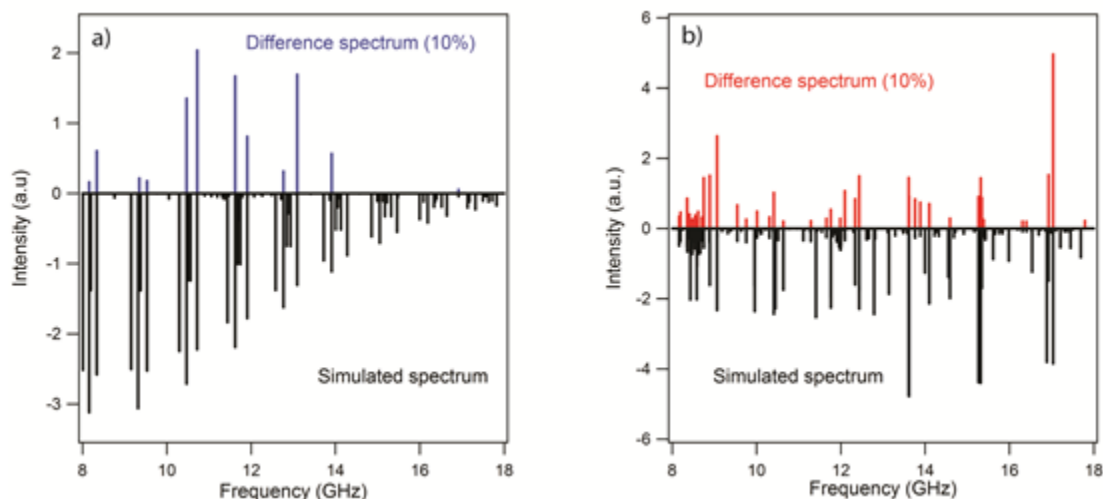 a)
Difference spectrum (10%)
2
1
0
-1
-2
-3
Intensity (a.u)
Simulated spectrum
8
10
12
14
16
18
Frequency (GHz)
b)
Difference spectrum (10%)
6
4
2
0
-2
-4
-6
Intensity (a.u.)
Simulated spectrum
8
10
12
14
16
18
Frequency (GHz)